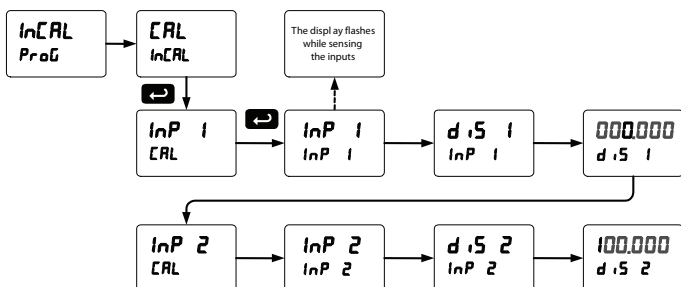 InCAL
ProG
CAL
InCAL
The displ ay flashes
while sensing
the inputs
InP 1
CAL
InP 1
InP 1
diS 1
InP 1
000.000
diS 1
InP 2
CAL
InP 2
InP 2
diS 2
InP 2
100.000
diS 2